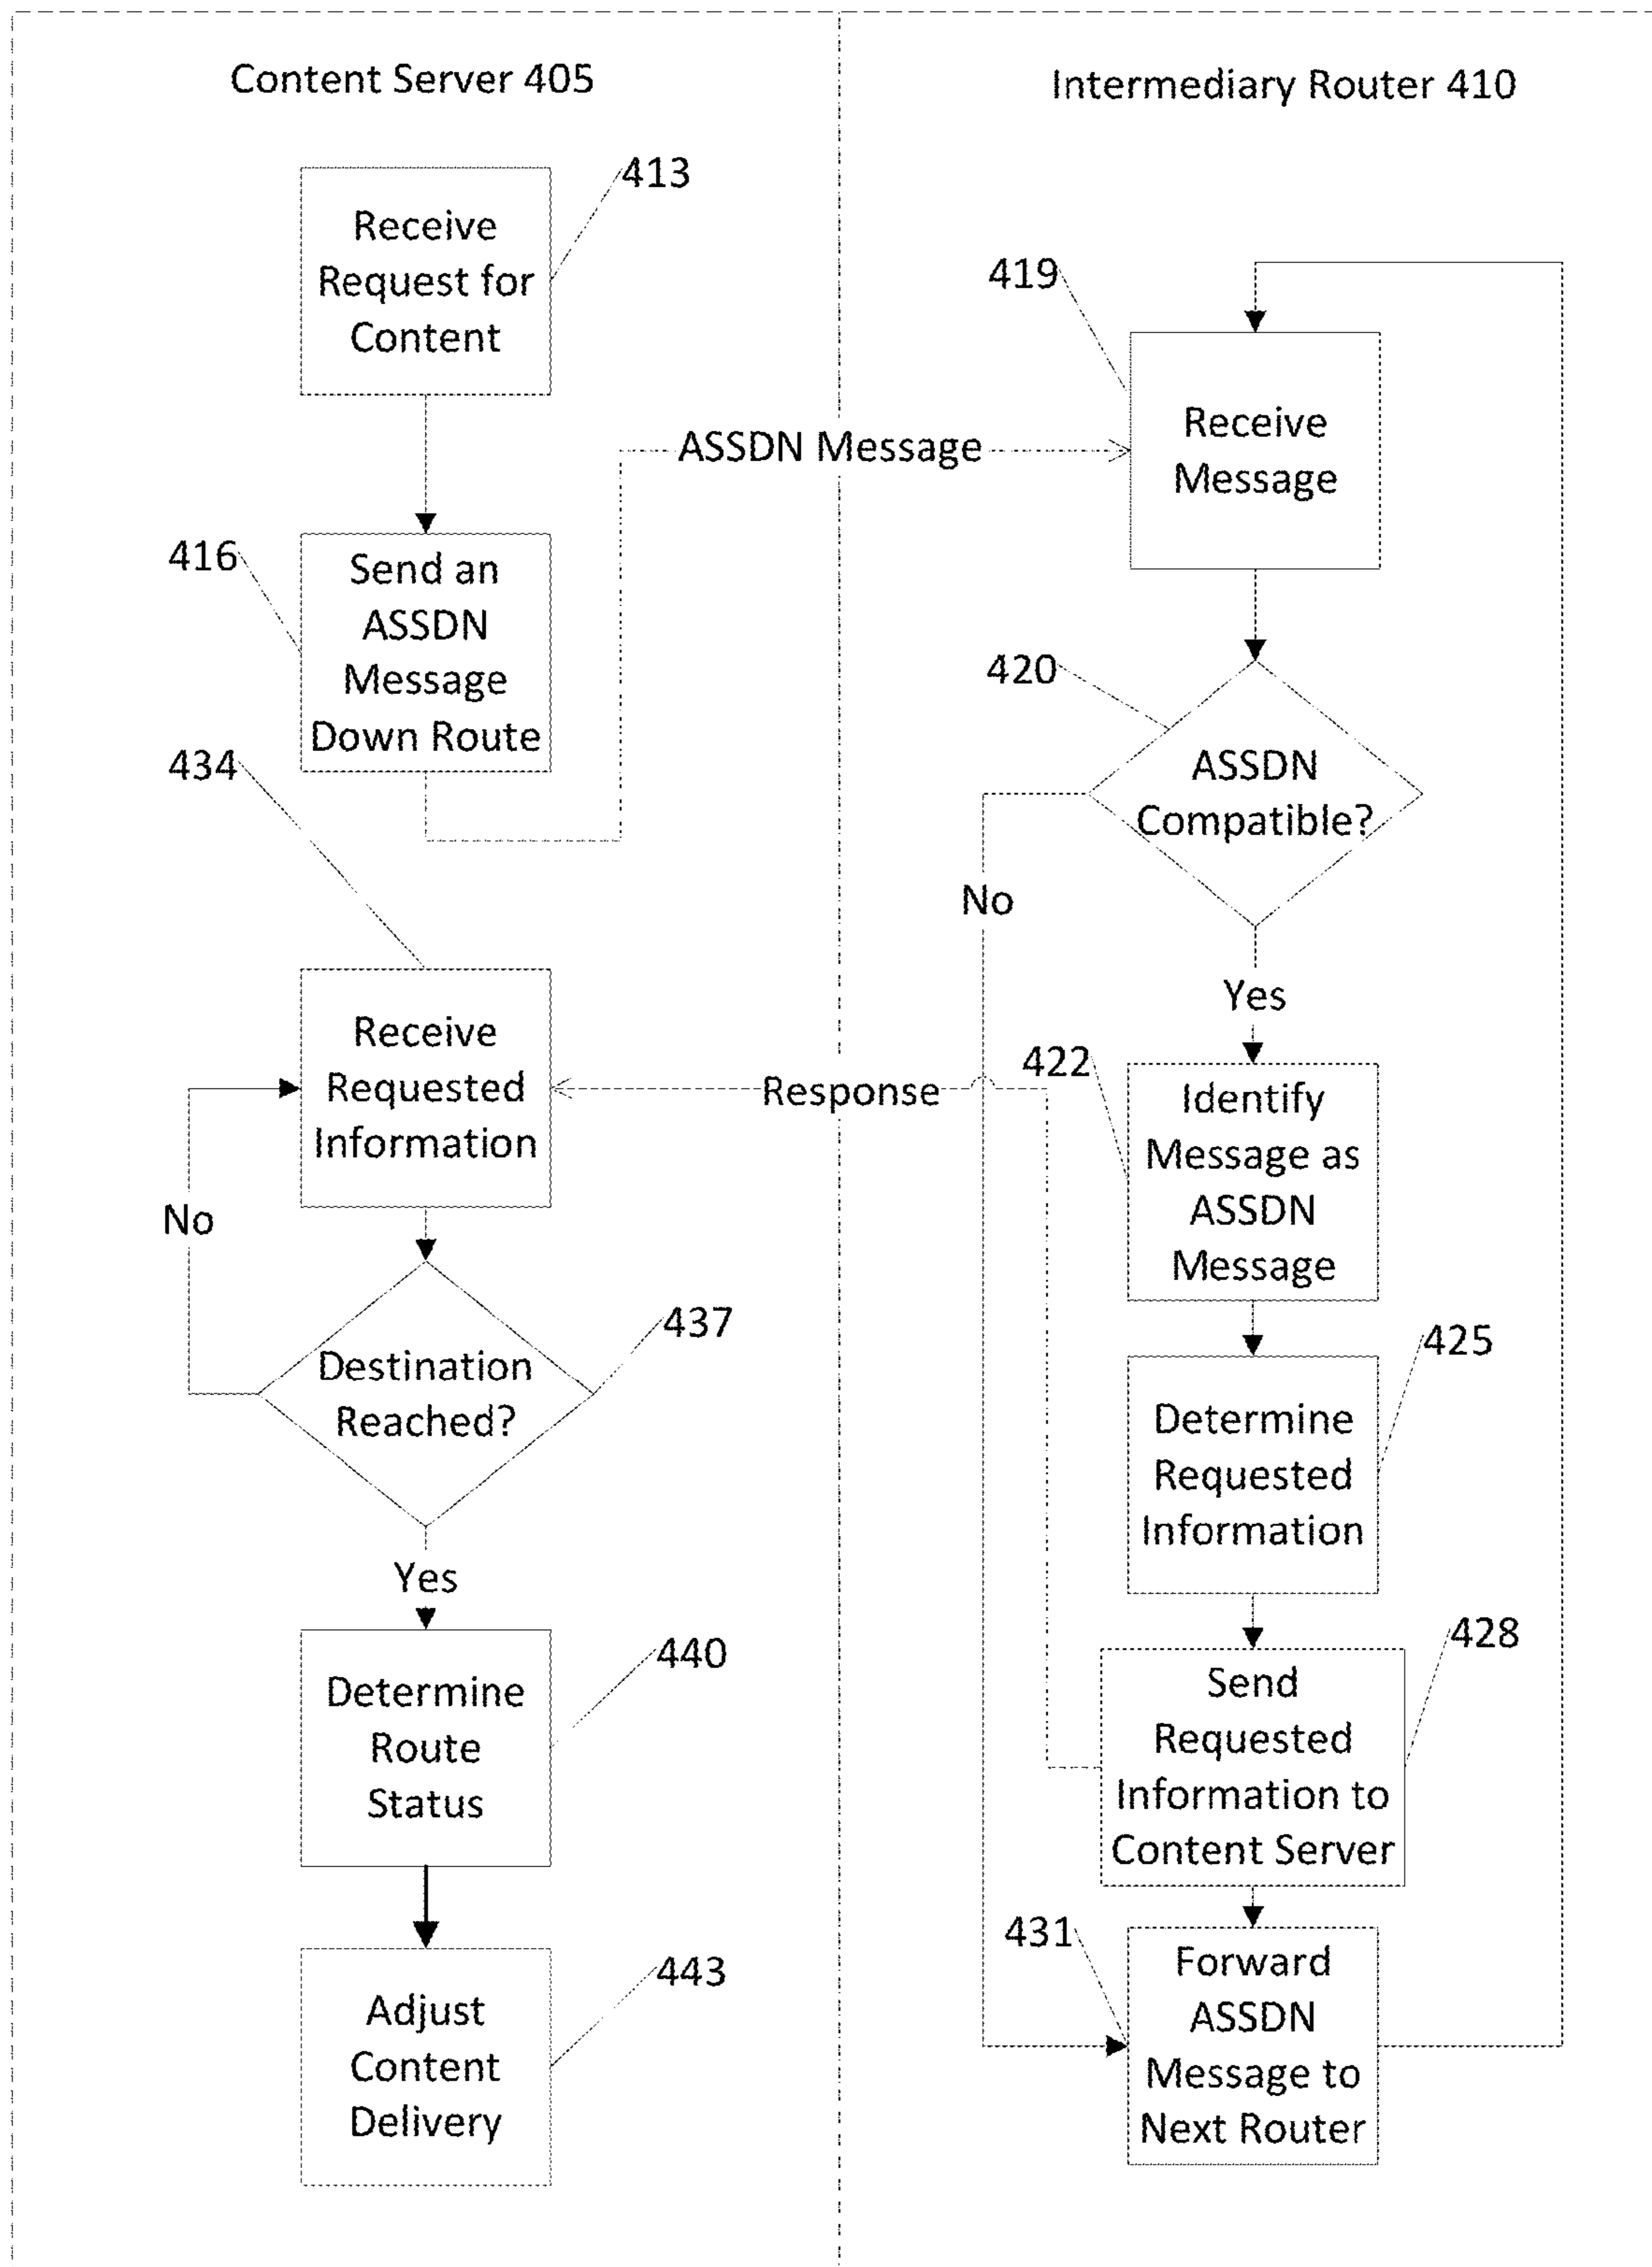 Content Server 405
413
Receive
Request for
Content
416
Send an
ASSDN
Message
Down Route
434
Receive
Requested
Information
No
437
Destination
Reached?
Yes
440
Determine
Route
Status
443
Adjust
Content
Delivery
ASSDN Message
Response
Intermediary Router 410
419
Receive
Message
420
ASSDN
Compatible?
No
Yes
422
Identify
Message as
ASSDN
Message
425
Determine
Requested
Information
428
Send
Requested
Information to
Content Server
431
Forward
ASSDN
Message to
Next Router